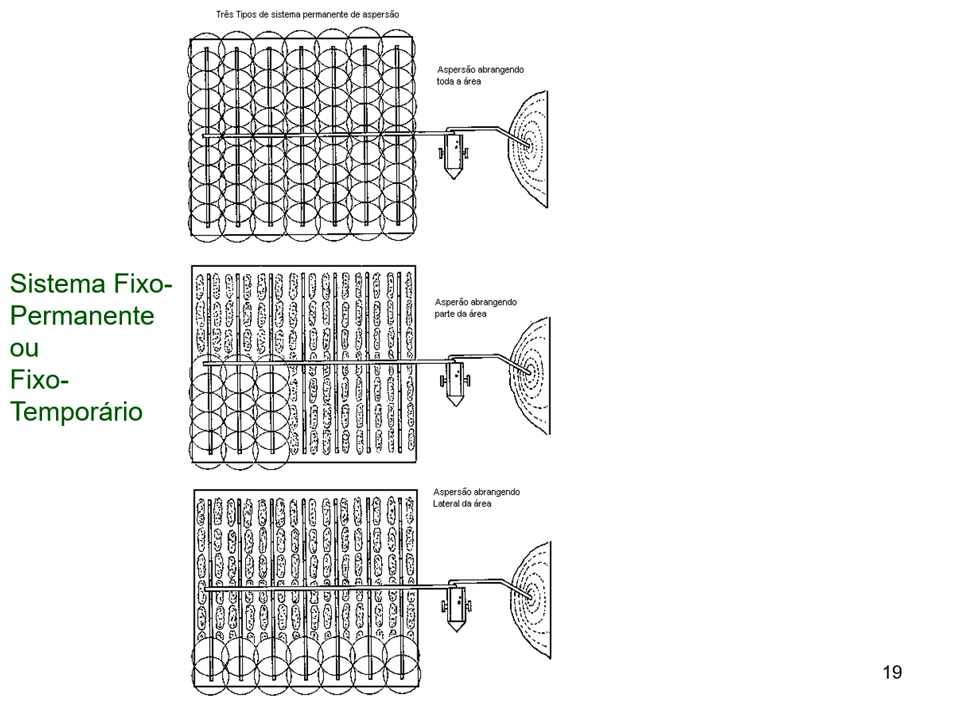 Três Tipos de sistema permanente de aspersão
Aspersão abrangendo
toda a área
Sistema Fixo-
Permanente
ou
Fixo-
Temporário
Asperão abrangendo
parte da área
Aspersão abrangendo
Lateral da área
19